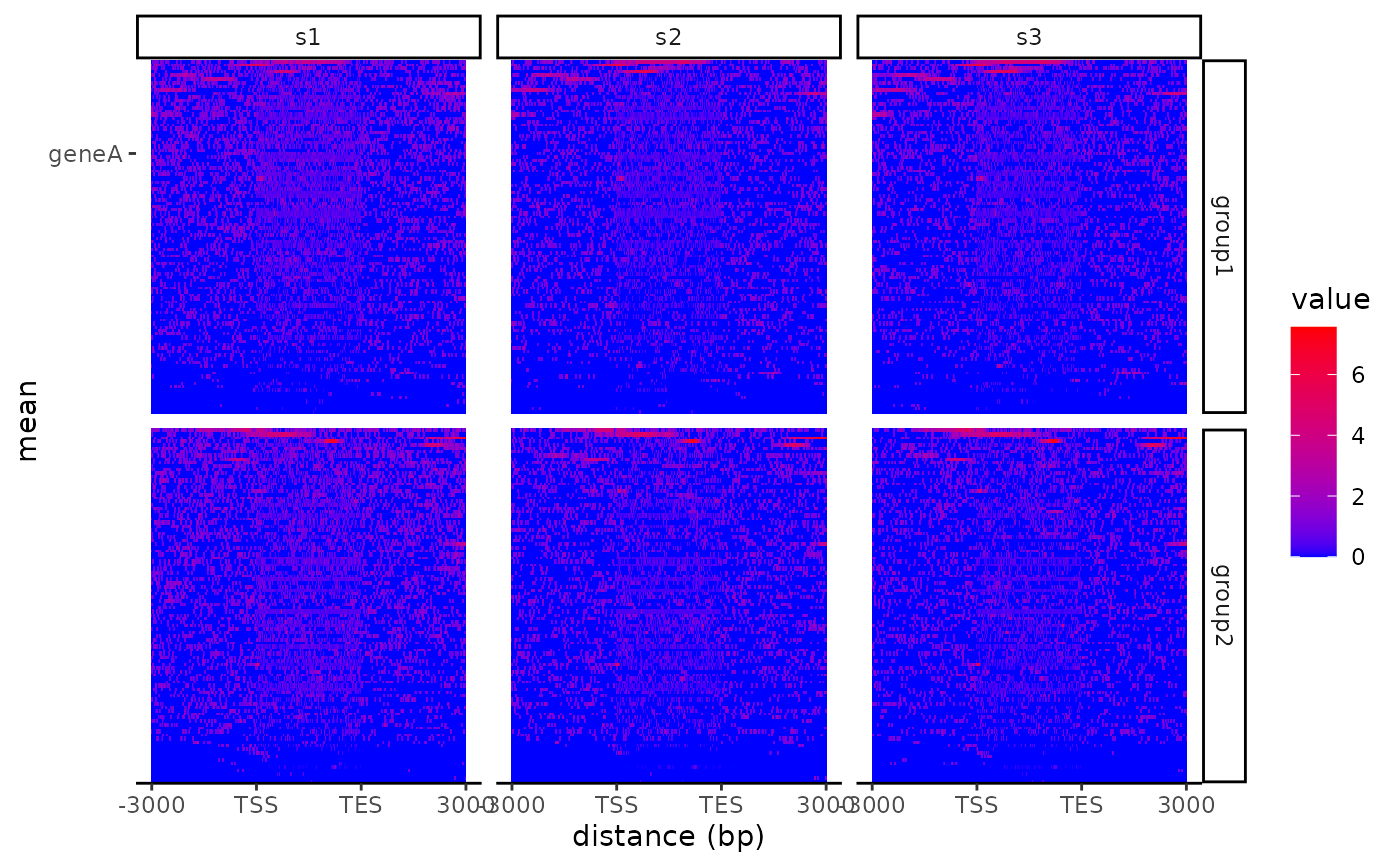 s1 s2 s3
geneA
group1
mean
group2
value
6
4
2
0
-3000 TSS TES 3000 -3000 TSS TES 3000 -3000 TSS TES 3000
distance (bp)